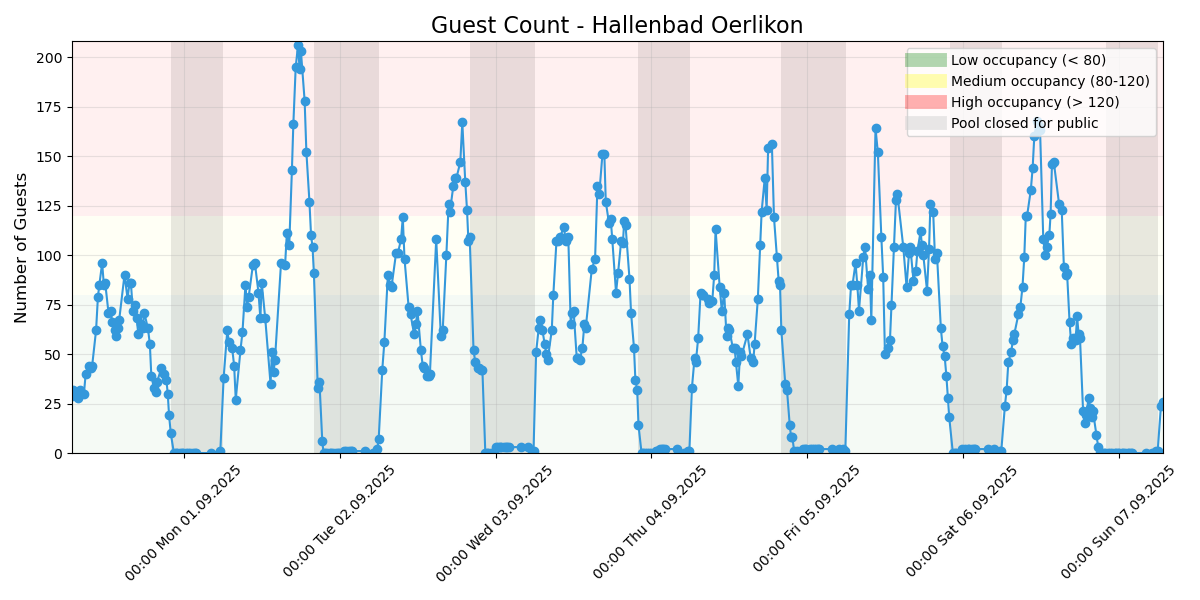 Guest Count - Hallenbad Oerlikon
Number of Guests
200
175
150
125
100
75
50
25
0
Low occupancy (< 80)
Medium occupancy (80-120)
High occupancy (> 120)
Pool closed for public
00:00 Mon 01.09.2025
00:00 Tue 02.09.2025
00:00 Wed 03.09.2025
00:00 Thu 04.09.2025
00:00 Fri 05.09.2025
00:00 Sat 06.09.2025
00:00 Sun 07.09.2025